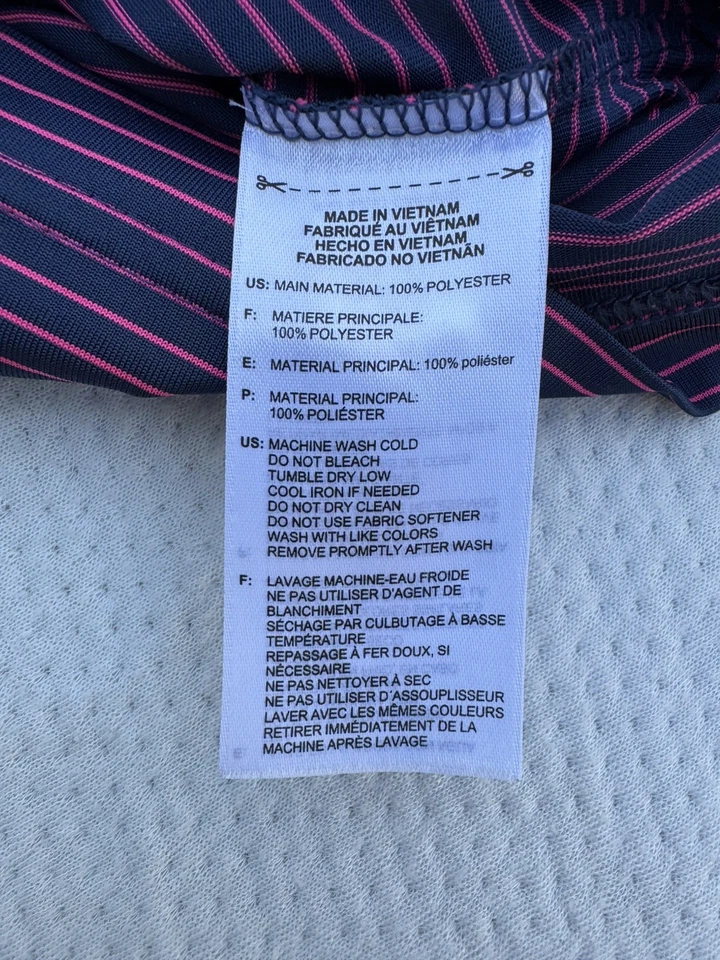 MADE IN VIETNAM
FABRIQUÉ AU VIÊTNAM
HECHO EN VIETNAM
FABRICADO NO VIETNÃN
US: MAIN MATERIAL: 100% POLYESTER
F: MATIERE PRINCIPALE:
100% POLYESTER
E: MATERIAL PRINCIPAL: 100% poliéster
P: MATERIAL PRINCIPAL:
100% POLIÉSTER
US: MACHINE WASH COLD
DO NOT BLEACH
TUMBLE DRY LOW
COOL IRON IF NEEDED
DO NOT DRY CLEAN
DO NOT USE FABRIC SOFTENER
WASH WITH LIKE COLORS
REMOVE PROMPTLY AFTER WASH
F: LAVAGE MACHINE-EAU FROIDE
NE PAS UTILISER D'AGENT DE
BLANCHIMENT
SÉCHAGE PAR CULBUTAGE À BASSE
TEMPÉRATURE
REPASSAGE À FER DOUX, SI
NÉCESSAIRE
NE PAS NETTOYER À SEC
NE PAS UTILISER D'ASSOUPLISSEUR
LAVER AVEC LES MÊMES COULEURS
RETIRER IMMÉDIATEMENT DE LA
MACHINE APRÈS LAVAGE